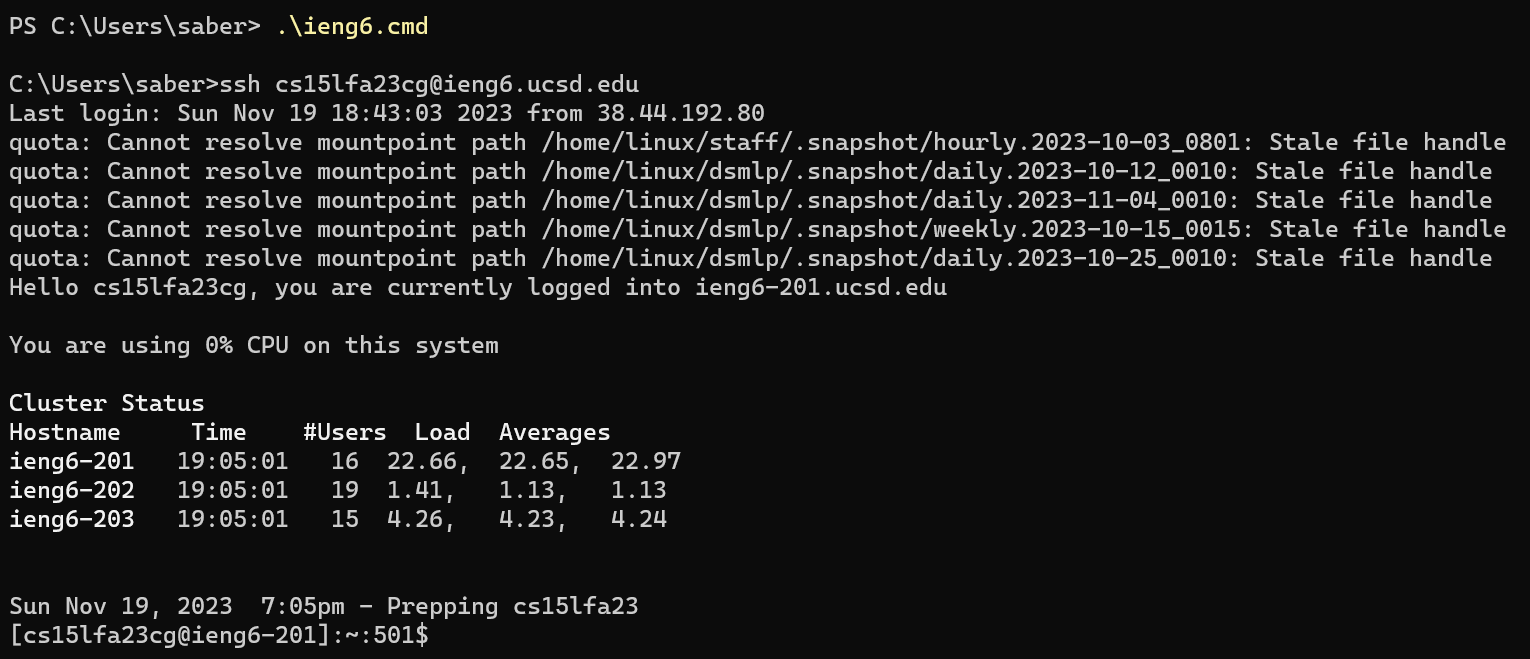 PS C:\Users\saber> .\ieng6.cmd
C:\Users\saber>ssh cs15lfa23cg@ieng6.ucsd.edu
Last login: Sun Nov 19 18:43:03 2023 from 38.44.192.80
quota: Cannot resolve mountpoint path /home/linux/staff/.snapshot/hourly.2023-10-03_0801: Stale file handle
quota: Cannot resolve mountpoint path /home/linux/dsmlp/.snapshot/daily.2023-10-12_0010: Stale file handle
quota: Cannot resolve mountpoint path /home/linux/dsmlp/.snapshot/daily.2023-11-04_0010: Stale file handle
quota: Cannot resolve mountpoint path /home/linux/dsmlp/.snapshot/weekly.2023-10-15_0015: Stale file handle
quota: Cannot resolve mountpoint path /home/linux/dsmlp/.snapshot/daily.2023-10-25_0010: Stale file handle
Hello cs15lfa23cg, you are currently logged into ieng6-201.ucsd.edu
You are using 0% CPU on this system
Cluster Status
Hostname     Time    #Users  Load  Averages
ieng6-201   19:05:01   16  22.66,  22.65,  22.97
ieng6-202   19:05:01   19  1.41,   1.13,   1.13
ieng6-203   19:05:01   15  4.26,   4.23,   4.24
Sun Nov 19, 2023  7:05pm - Prepping cs15lfa23
[cs15lfa23cg@ieng6-201]:~:501$